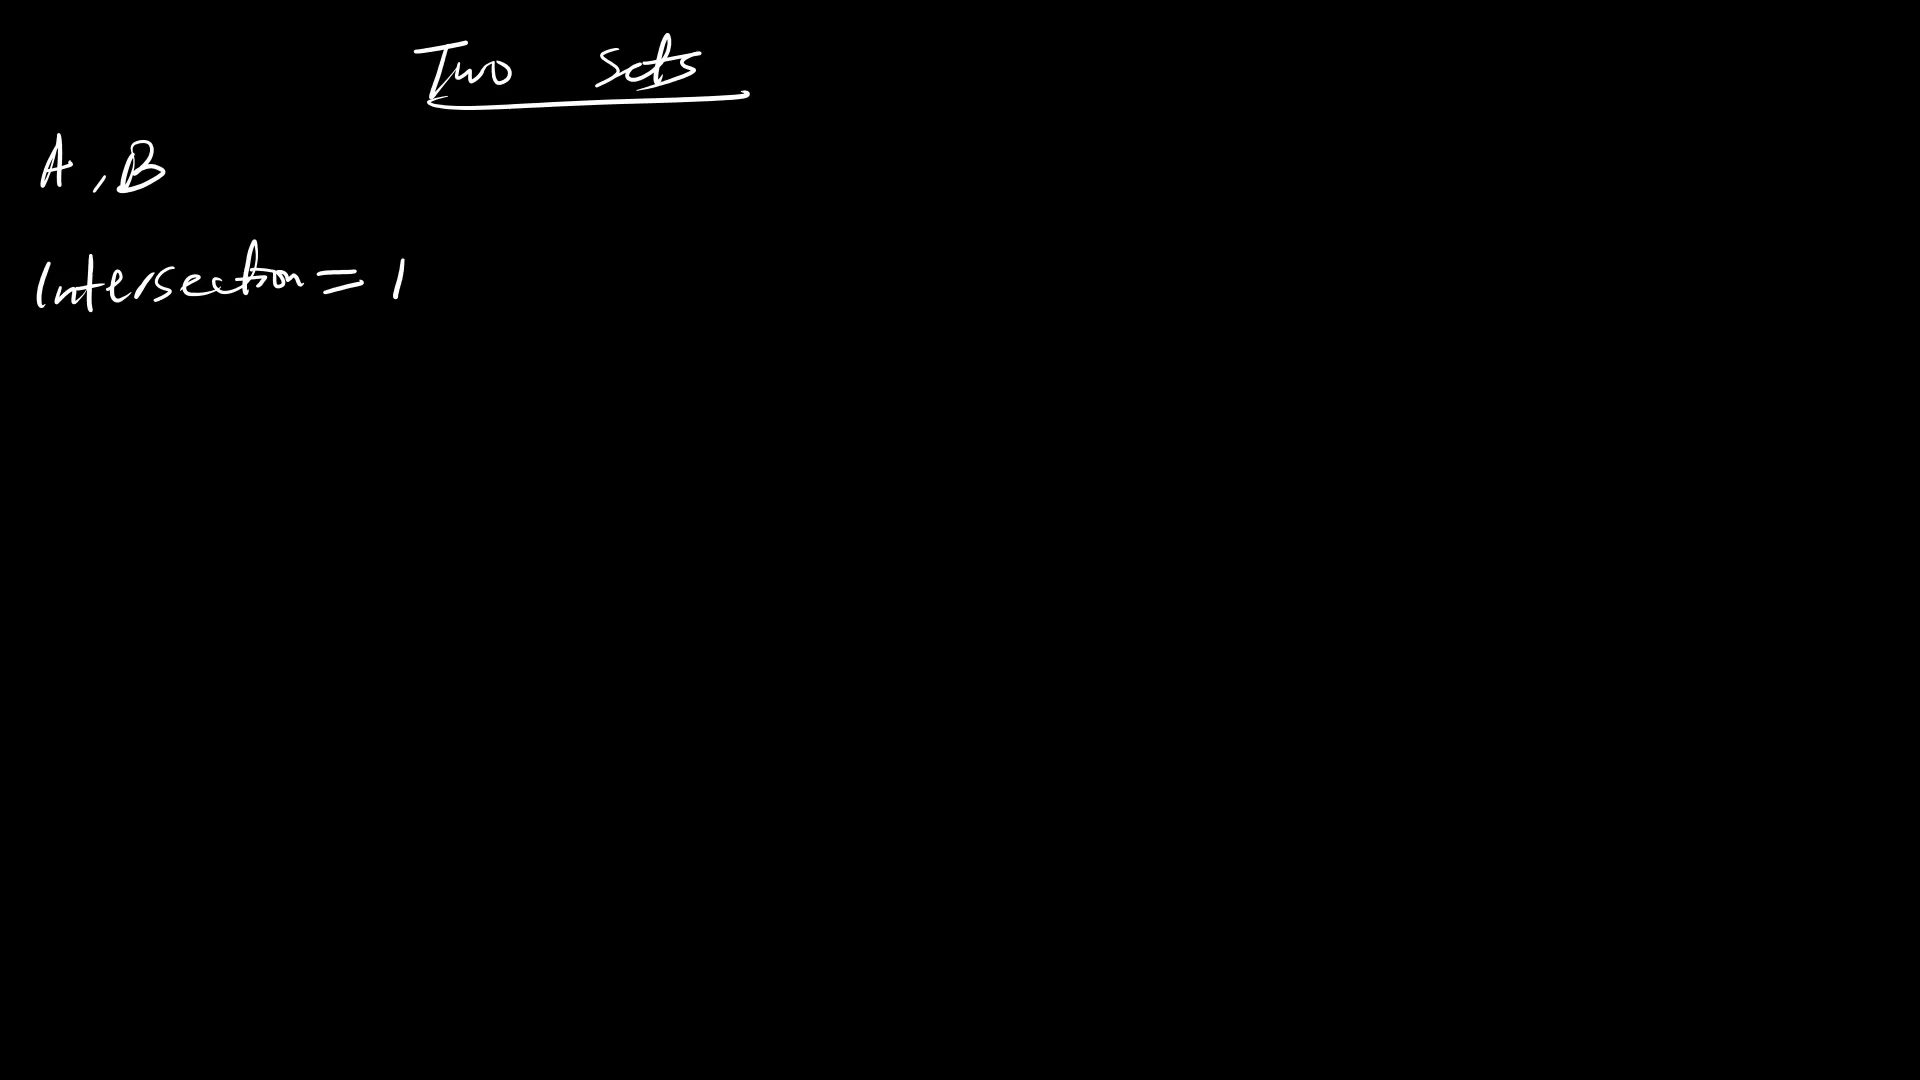 Two Sets
A, B
Intersection = 1